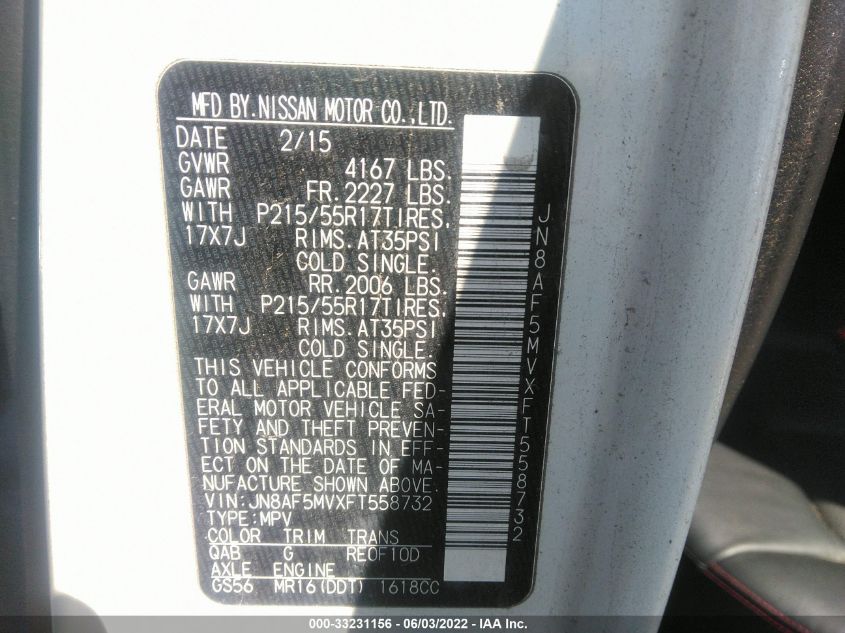 MFD BY.NISSAN MOTOR CO.,LTD.
DATE 2/15
GVWR 4167 LBS.
GAWR FR.2227 LBS.
WITH P215/55R17TIRES,
17X7J RIMS.AT35PSI
COLD SINGLE.
GAWR RR.2006 LBS.
WITH P215/55R17TIRES,
17X7J RIMS.AT35PSI
COLD SINGLE.
THIS VEHICLE CONFORMS
TO ALL APPLICABLE FED-
ERAL MOTOR VEHICLE SA-
FETY AND THEFT PREVEN-
TION STANDARDS IN EFF-
ECT ON THE DATE OF MA-
NUFACTURE SHOWN ABOVE.
VIN:JN8AF5MVXFT558732
TYPE:MPV
COLOR TRIM TRANS
QAB G RE0F10D
AXLE ENGINE
GS56 MR16(DDT) 1618CC
JN8AF5MVXFT558732
000-33231156 - 06/03/2022 - IAA Inc.